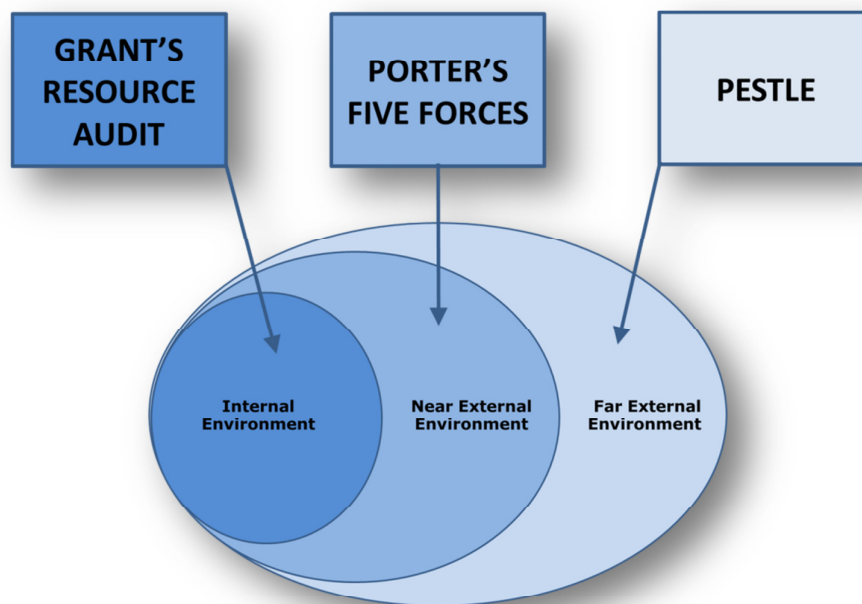 GRANT'S
RESOURCE
AUDIT
PORTER'S
FIVE FORCES
PESTLE
Internal
Environment
Near External
Environment
Far External
Environment